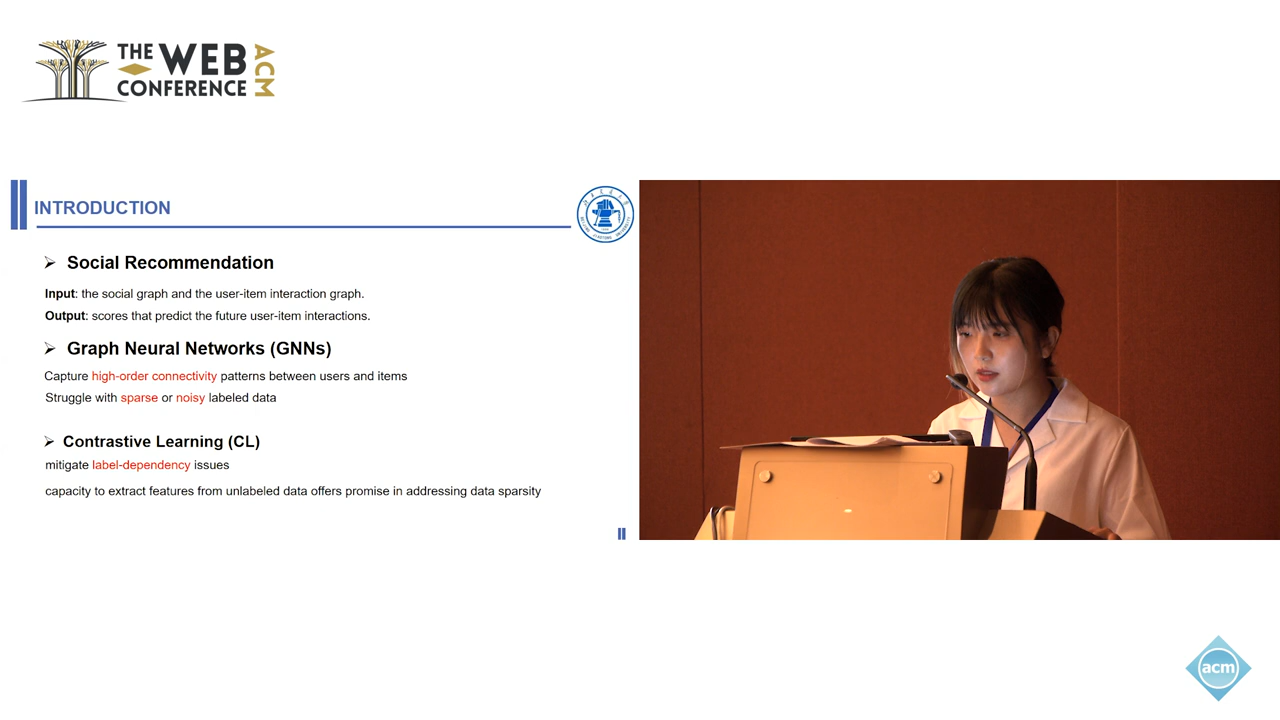 THE WEB
CONFERENCE
ACM
INTRODUCTION
Social Recommendation
Input: the social graph and the user-item interaction graph.
Output: scores that predict the future user-item interactions.
Graph Neural Networks (GNNs)
Capture high-order connectivity patterns between users and items
Struggle with sparse or noisy labeled data
Contrastive Learning (CL)
mitigate label-dependency issues
capacity to extract features from unlabeled data offers promise in addressing data sparsity
acm